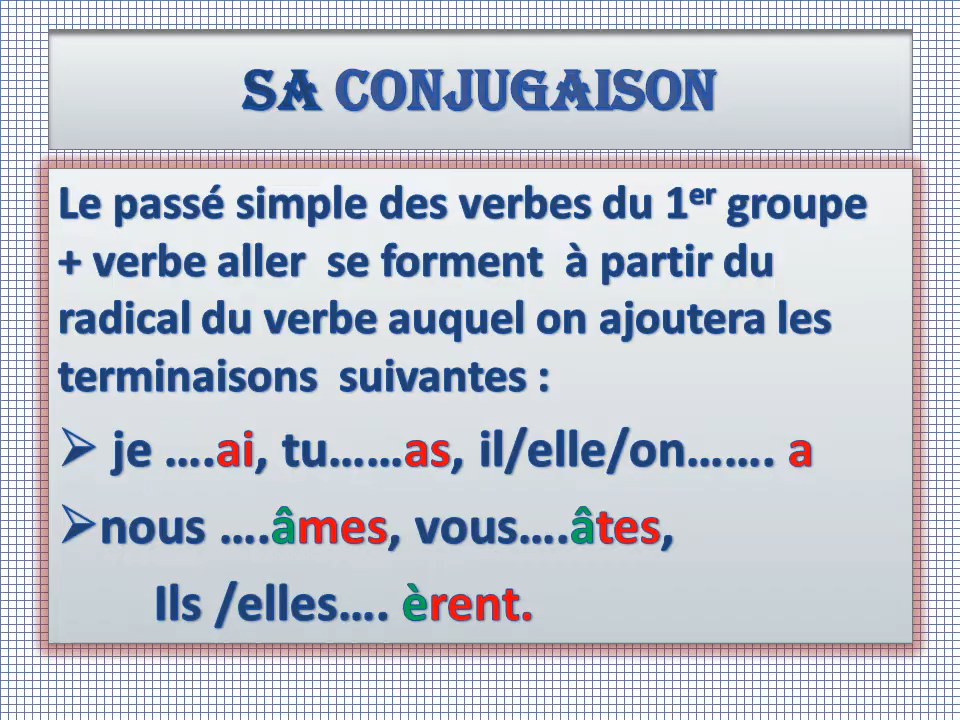 SA CONJUGAISON
Le passé simple des verbes du 1er groupe
+ verbe aller se forment à partir du
radical du verbe auquel on ajoutera les
terminaisons suivantes :
➢ je ….ai, tu……as, il/elle/on……. a
➢nous ….âmes, vous….âtes,
Ils /elles…. èrent.